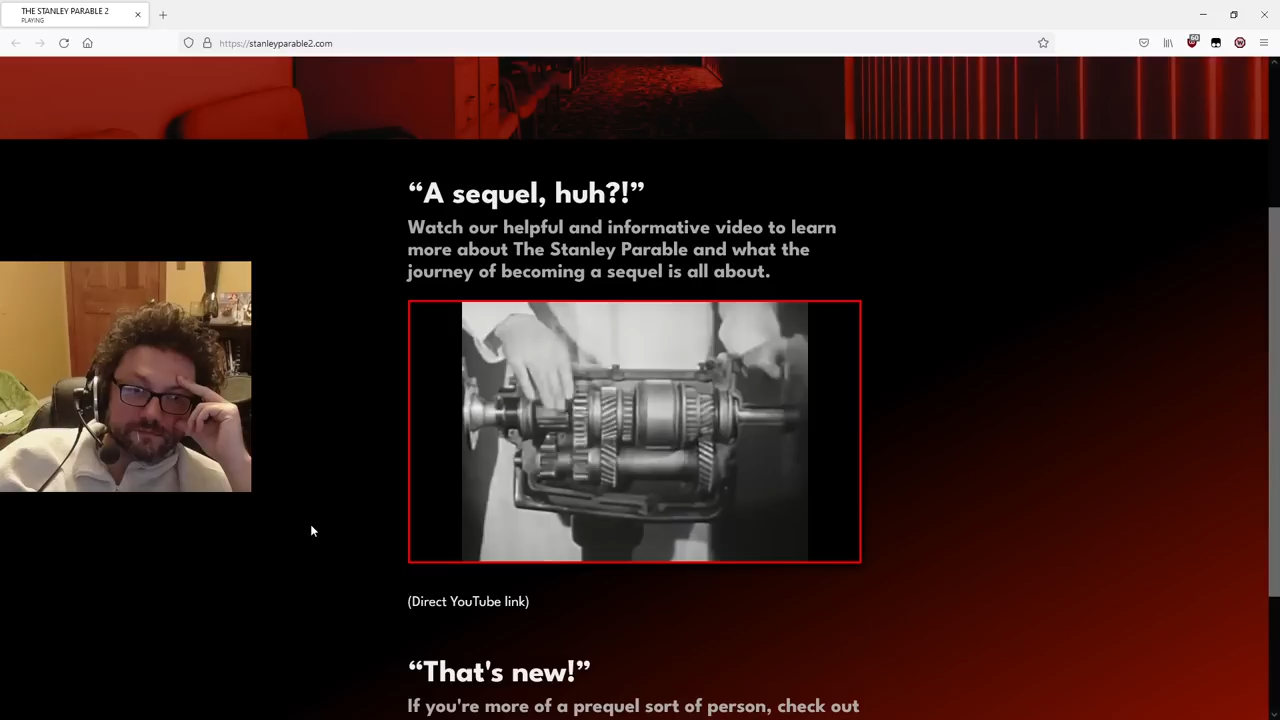 THE STANLEY PARABLE 2
PLAYING
https://stanleyparable2.com
60
“A sequel, huh?!”
Watch our helpful and informative video to learn
more about The Stanley Parable and what the
journey of becoming a sequel is all about.
(Direct YouTube link)
“That's new!”
If you're more of a prequel sort of person, check out